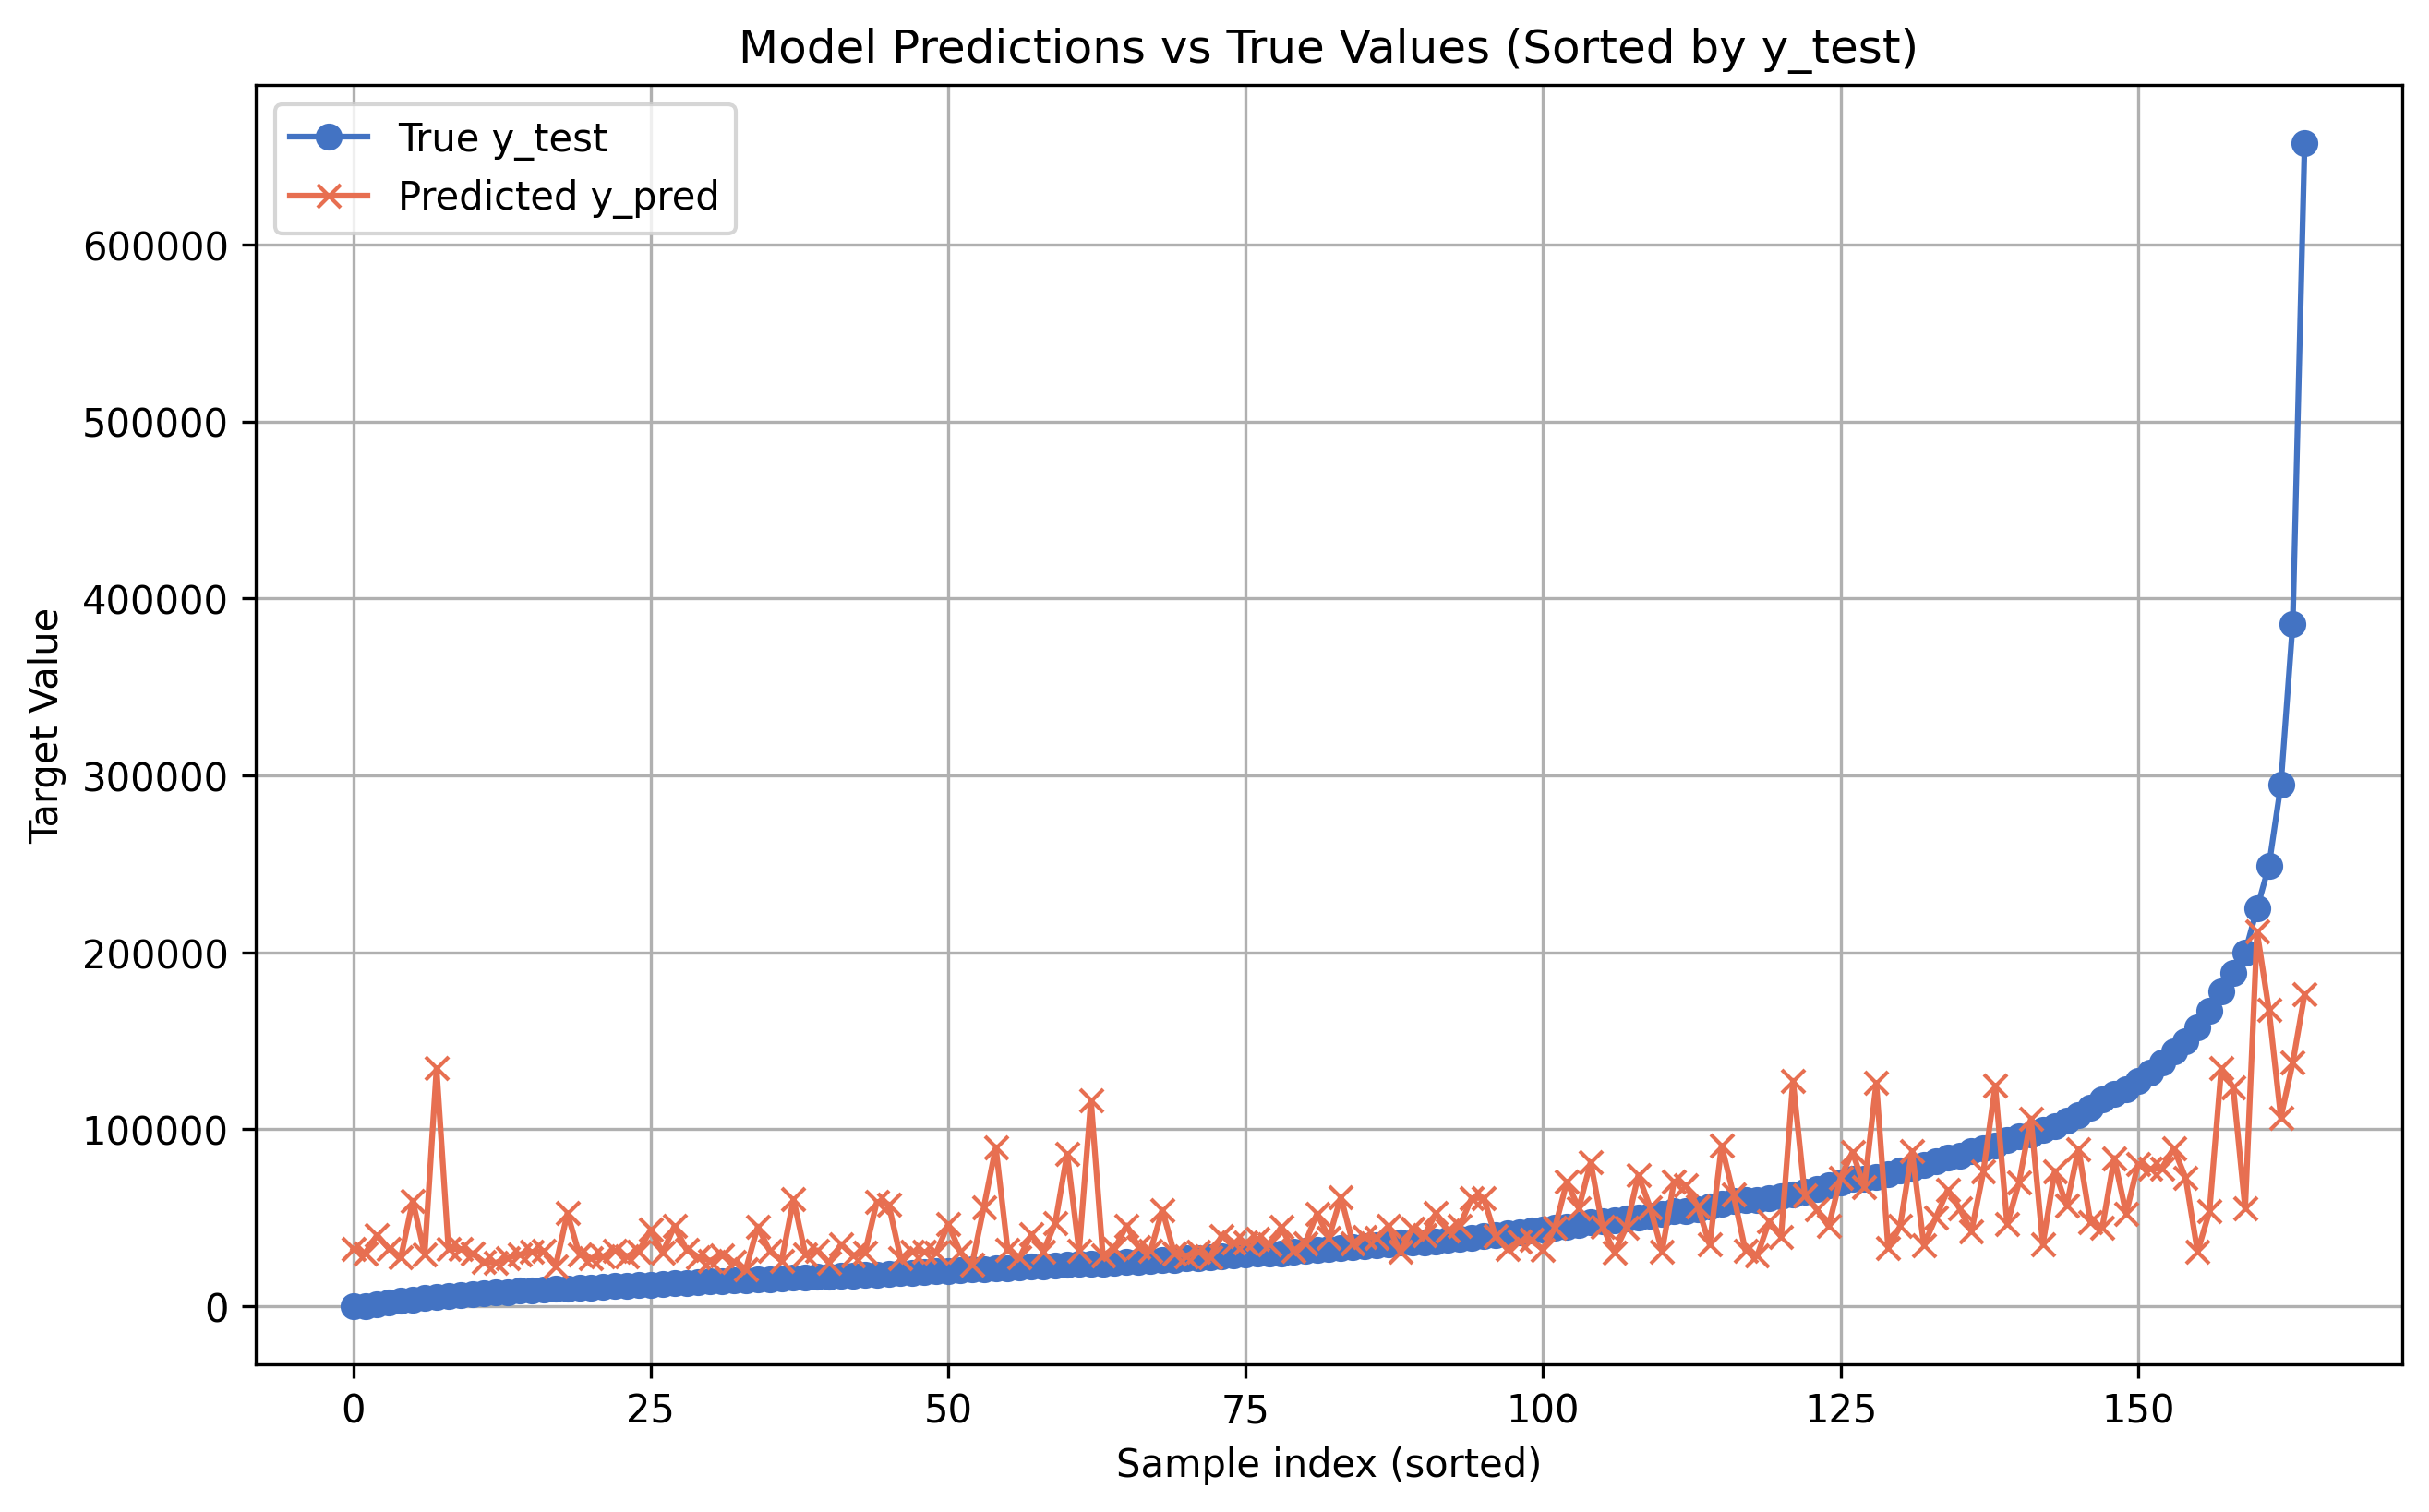 Model Predictions vs True Values (Sorted by y_test)
True y_test
Predicted y_pred
600000
500000
400000
300000
200000
100000
0
Target Value
0 25 50 75 100 125 150
Sample index (sorted)